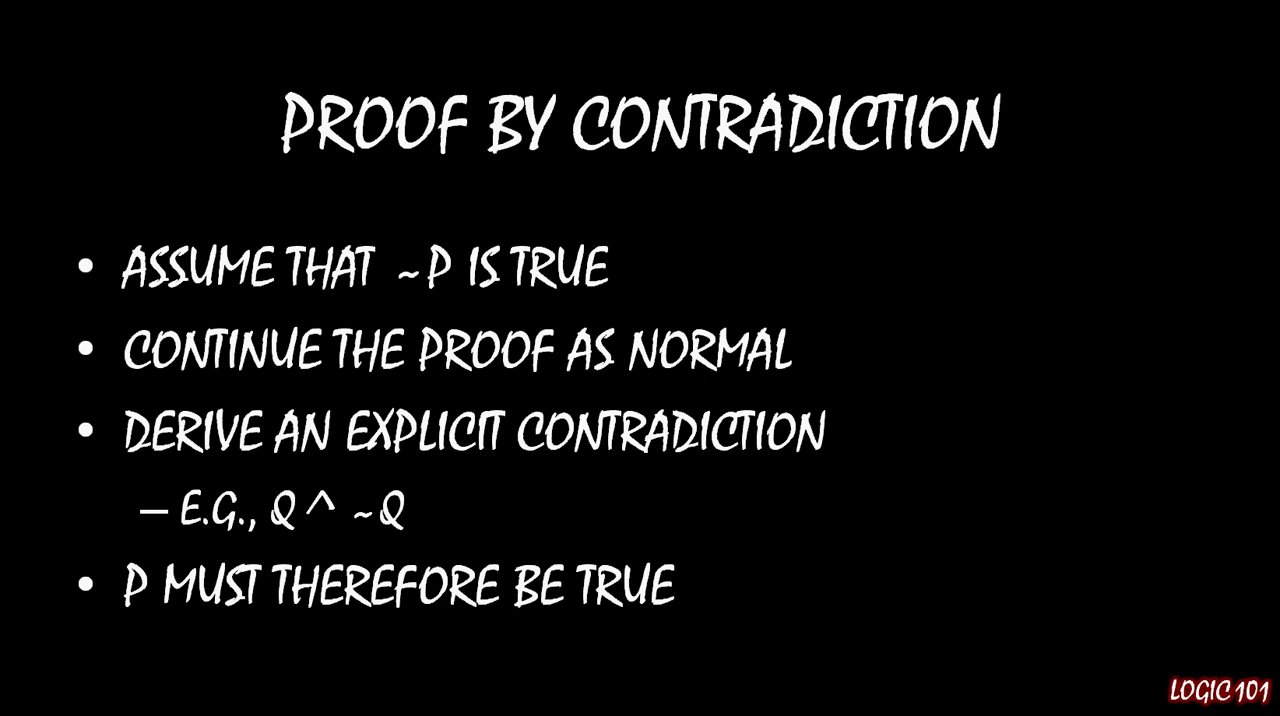 PROOF BY CONTRADICTION
• ASSUME THAT ~P IS TRUE
• CONTINUE THE PROOF AS NORMAL
• DERIVE AN EXPLICIT CONTRADICTION
– E.G., Q ^ ~Q
• P MUST THEREFORE BE TRUE
LOGIC 101